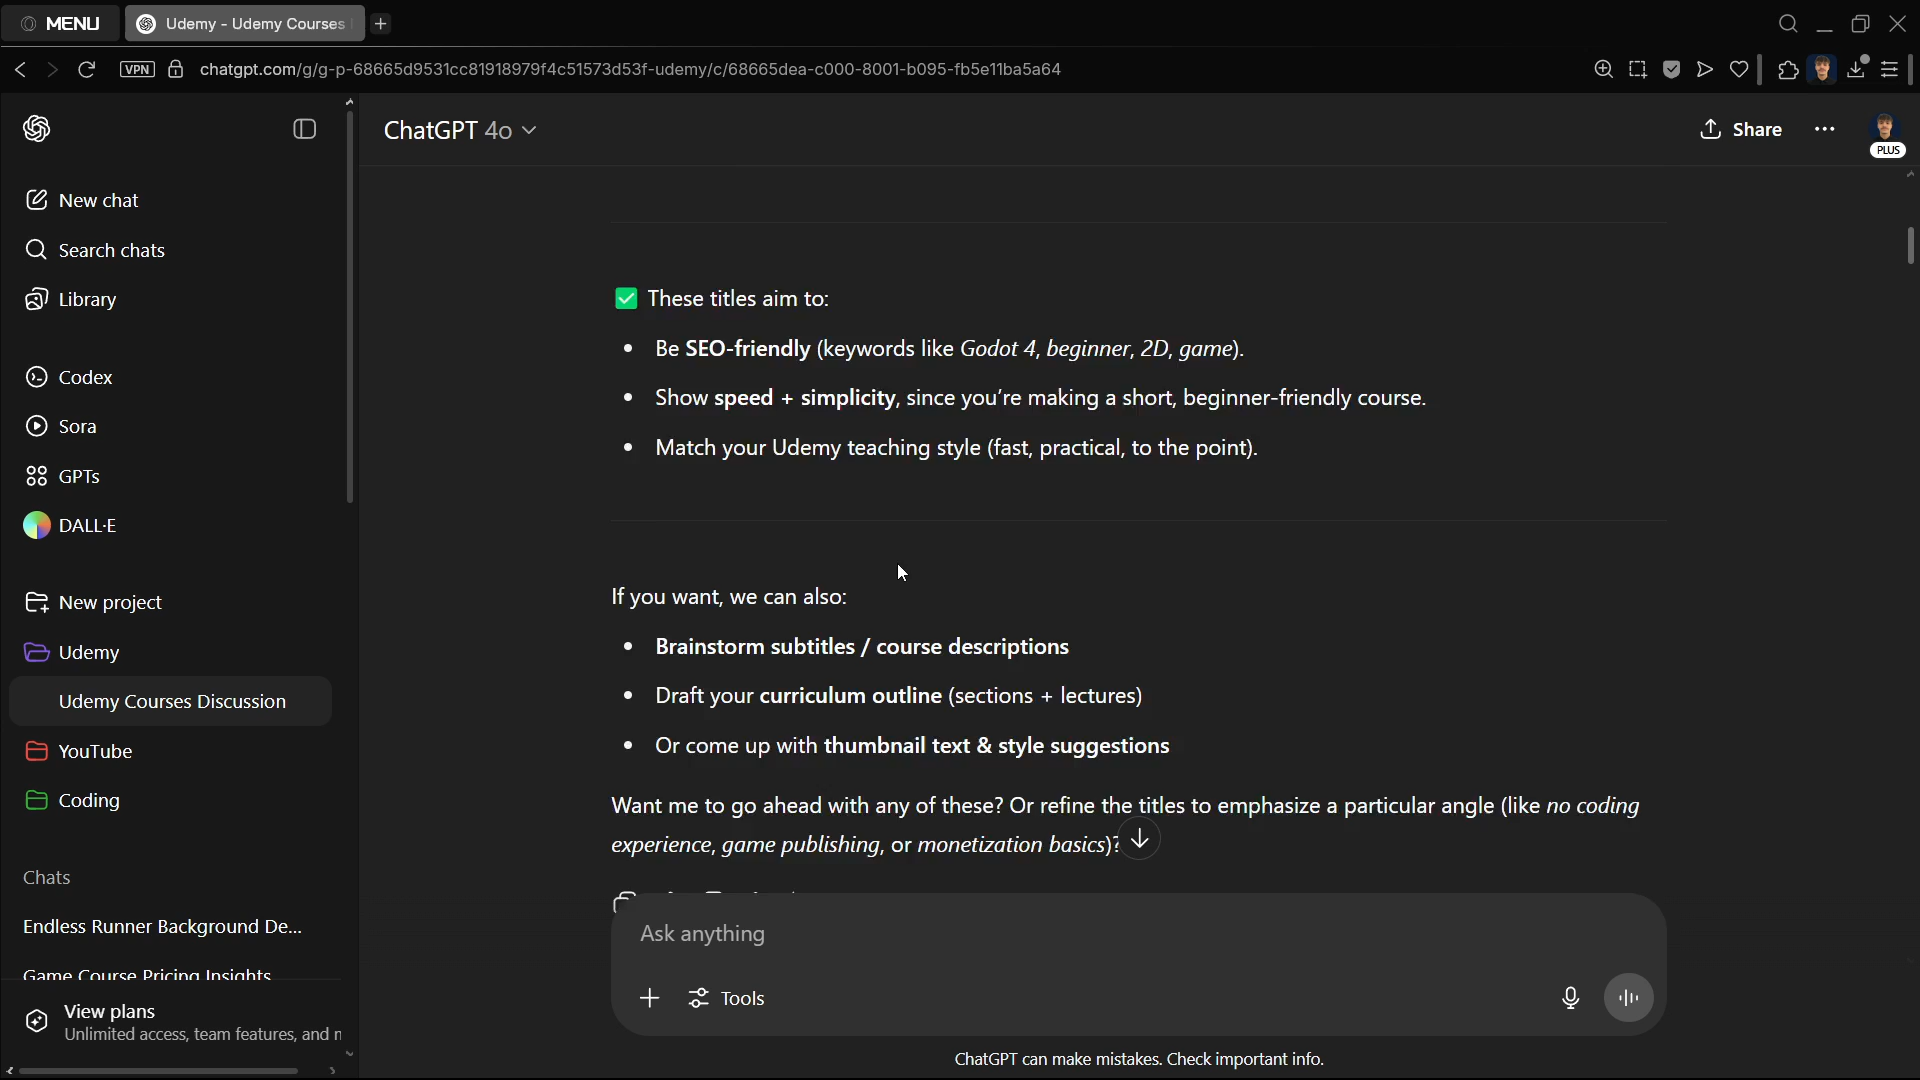 MENU
Udemy - Udemy Courses
VPN
chatgpt.com/g/g-p-68665d9531cc81918979f4c51573d53f-udemy/c/68665dea-c000-8001-b095-fb5e11ba5a64
ChatGPT 4o
Share
PLUS
New chat
Search chats
Library
Codex
Sora
GPTs
DALL·E
New project
Udemy
Udemy Courses Discussion
YouTube
Coding
Chats
Endless Runner Background De...
Game Course Pricing Insights
View plans
Unlimited access, team features, and
These titles aim to:
Be SEO-friendly (keywords like Godot 4, beginner, 2D, game).
Show speed + simplicity, since you're making a short, beginner-friendly course.
Match your Udemy teaching style (fast, practical, to the point).
If you want, we can also:
Brainstorm subtitles / course descriptions
Draft your curriculum outline (sections + lectures)
Or come up with thumbnail text & style suggestions
Want me to go ahead with any of these? Or refine the titles to emphasize a particular angle (like no coding
experience, game publishing, or monetization basics)?
Ask anything
Tools
ChatGPT can make mistakes. Check important info.